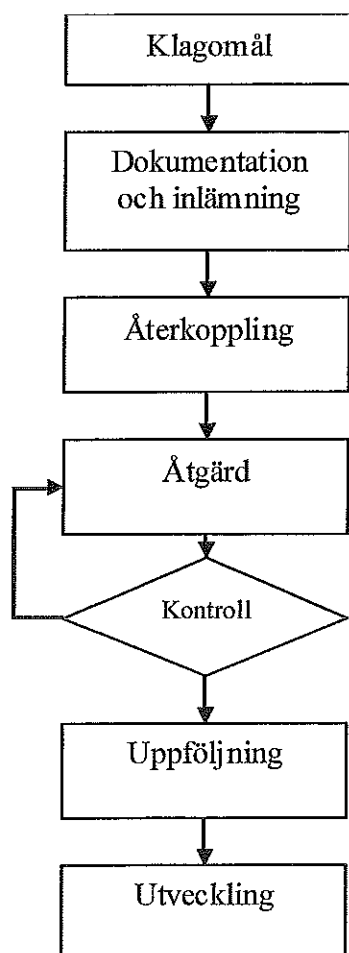 Klagomål
Dokumentation
och inlämning
Återkoppling
Åtgärd
Kontroll
Uppföljning
Utveckling